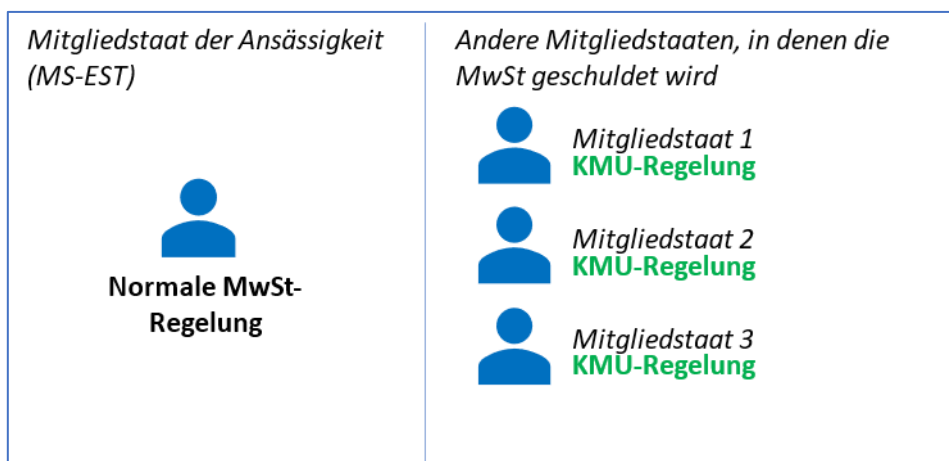 Mitgliedstaat der Ansässigkeit
(MS-EST)
Normale MwSt-
Regelung
Andere Mitgliedstaaten, in denen die
MwSt geschuldet wird
Mitgliedstaat 1
KMU-Regelung
Mitgliedstaat 2
KMU-Regelung
Mitgliedstaat 3
KMU-Regelung